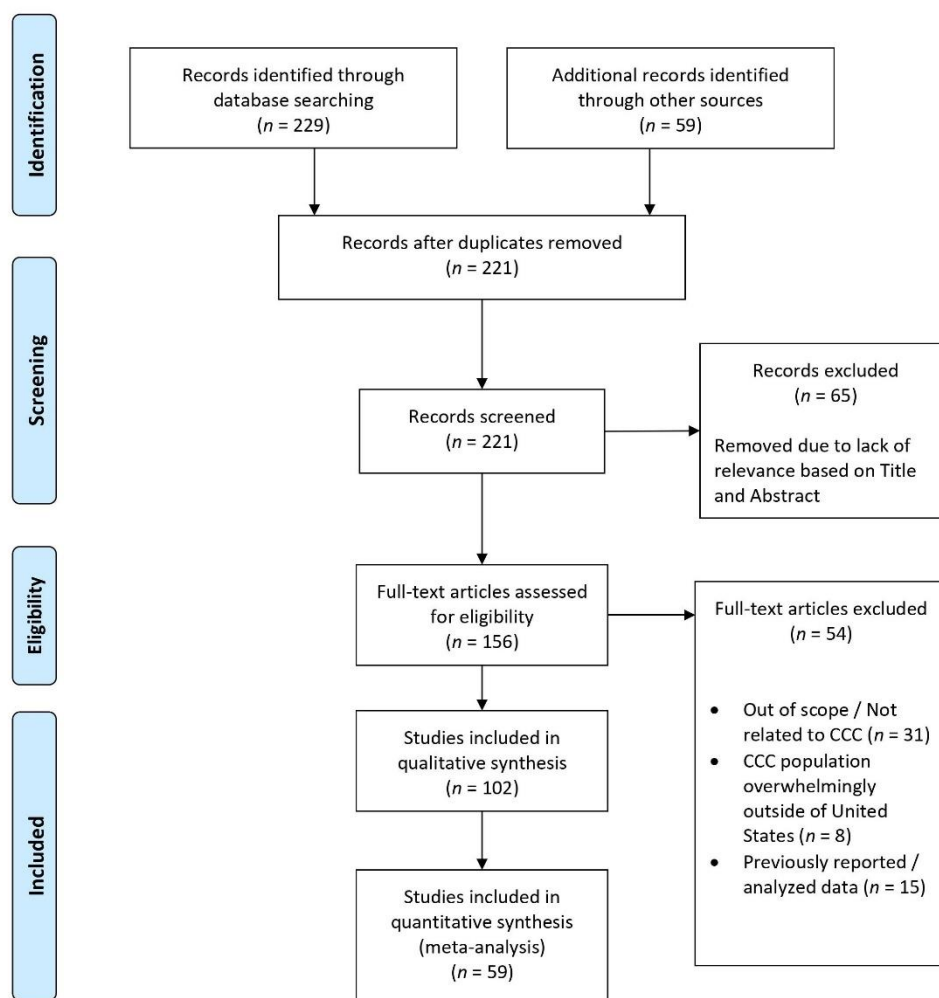 Identification
Records identified through
database searching
(n = 229)
Additional records identified
through other sources
(n = 59)
Records after duplicates removed
(n = 221)
Screening
Records screened
(n = 221)
Records excluded
(n = 65)
Removed due to lack of
relevance based on Title
and Abstract
Eligibility
Full-text articles assessed
for eligibility
(n = 156)
Full-text articles excluded
(n = 54)
• Out of scope / Not
related to CCC (n = 31)
• CCC population
overwhelmingly
outside of United
States (n = 8)
• Previously reported /
analyzed data (n = 15)
Included
Studies included in
qualitative synthesis
(n = 102)
Studies included in
quantitative synthesis
(meta-analysis)
(n = 59)